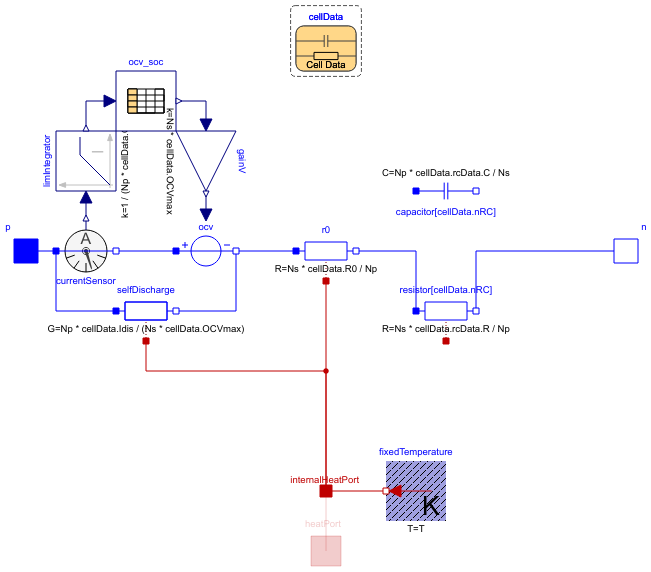 cellData
Cell Data
ocv_soc
limIntegrator
k=1 / (Np * cellData.
k=Ns * cellData.OCVmax
gainV
C=Np * cellData.rcData.C / Ns
capacitor[cellData.nRC]
p
A
currentSensor
ocv
+
−
r0
R=Ns * cellData.R0 / Np
n
selfDischarge
G=Np * cellData.Idis / (Ns * cellData.OCVmax)
resistor[cellData.nRC]
R=Ns * cellData.rcData.R / Np
fixedTemperature
internalHeatPort
K
T=T
heatPort